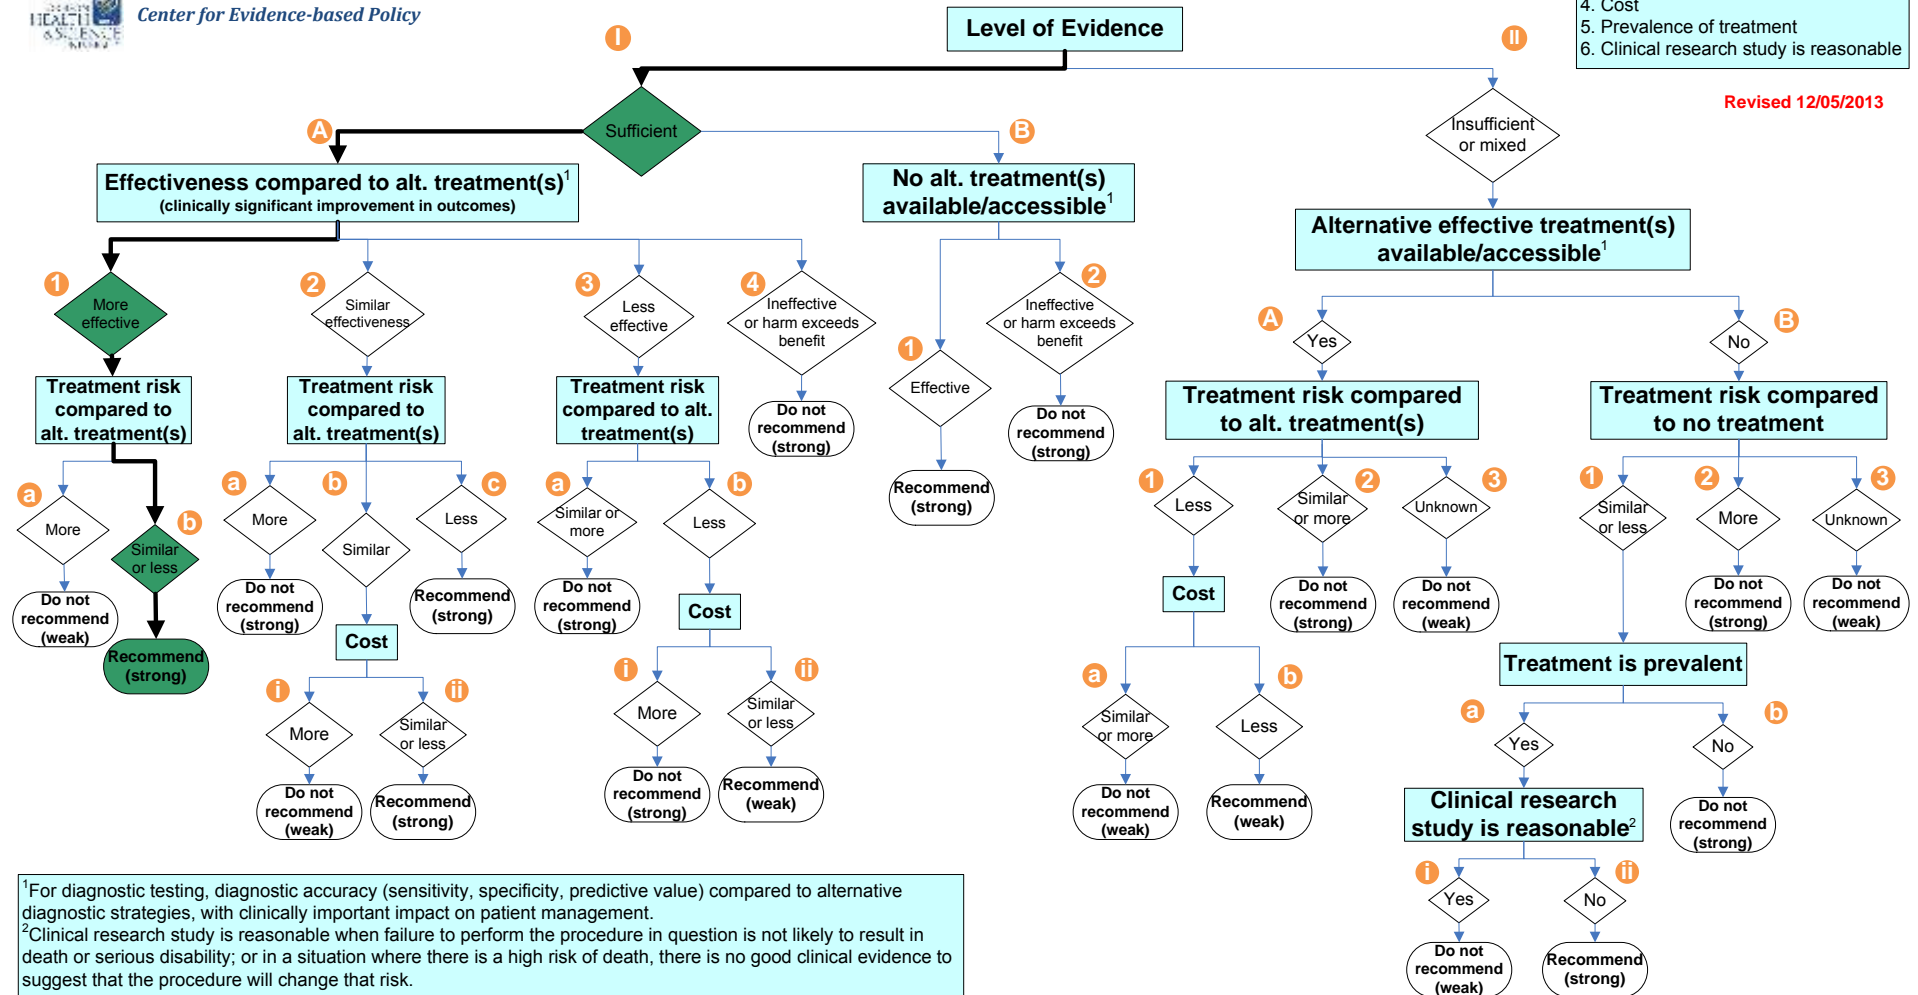 HEALTH
& SCIENCE
Center for Evidence-based Policy
Level of Evidence
4. Cost
5. Prevalence of treatment
6. Clinical research study is reasonable
Revised 12/05/2013
I
II
Sufficient
Insufficient
or mixed
A
B
Effectiveness compared to alt. treatment(s)1
(clinically significant improvement in outcomes)
No alt. treatment(s)
available/accessible1
Alternative effective treatment(s)
available/accessible1
1
More
effective
2
Similar
effectiveness
3
Less
effective
4
Ineffective
or harm exceeds
benefit
1
Effective
2
Ineffective
or harm exceeds
benefit
A
Yes
B
No
Treatment risk
compared to
alt. treatment(s)
Treatment risk
compared to
alt. treatment(s)
Treatment risk
compared to alt.
treatment(s)
Do not
recommend
(strong)
Recommend
(strong)
Do not
recommend
(strong)
Treatment risk compared
to alt. treatment(s)
Treatment risk compared
to no treatment
a
More
b
Similar
or less
a
More
b
Similar
c
Less
a
Similar or
more
b
Less
1
Less
2
Similar
or more
3
Unknown
1
Similar
or less
2
More
3
Unknown
Do not
recommend
(weak)
Recommend
(strong)
Do not
recommend
(strong)
Cost
Recommend
(strong)
Do not
recommend
(strong)
Cost
Cost
Do not
recommend
(strong)
Do not
recommend
(weak)
Do not
recommend
(strong)
Do not
recommend
(weak)
Treatment is prevalent
i
More
ii
Similar
or less
i
More
ii
Similar
or less
a
Similar
or more
b
Less
a
Yes
b
No
Do not
recommend
(weak)
Recommend
(strong)
Do not
recommend
(strong)
Recommend
(weak)
Do not
recommend
(weak)
Recommend
(weak)
Clinical research
study is reasonable2
Do not
recommend
(strong)
i
Yes
ii
No
Do not
recommend
(weak)
Recommend
(strong)
1For diagnostic testing, diagnostic accuracy (sensitivity, specificity, predictive value) compared to alternative
diagnostic strategies, with clinically important impact on patient management.
2Clinical research study is reasonable when failure to perform the procedure in question is not likely to result in
death or serious disability; or in a situation where there is a high risk of death, there is no good clinical evidence to
suggest that the procedure will change that risk.